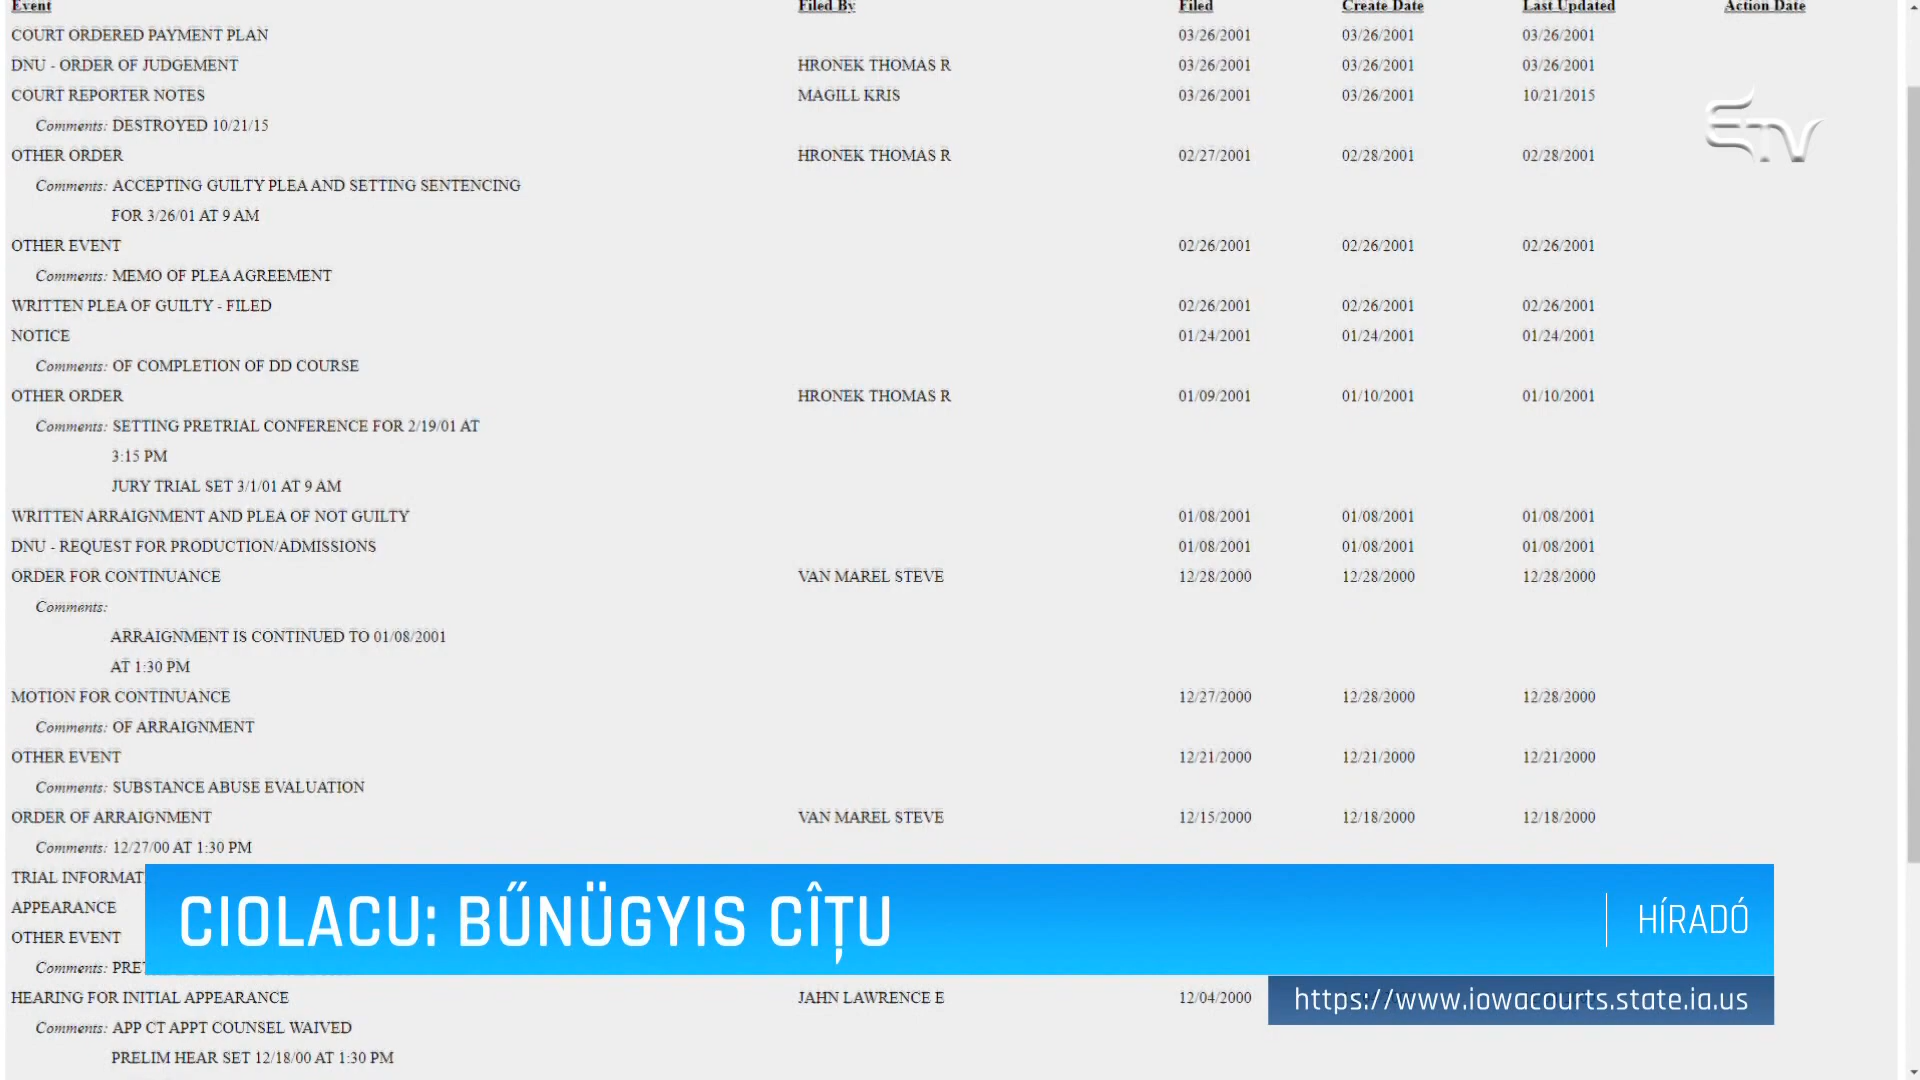 Event Filed By Filed Create Date Last Updated Action Date
COURT ORDERED PAYMENT PLAN 03/26/2001 03/26/2001 03/26/2001
DNU - ORDER OF JUDGEMENT HRONEK THOMAS R 03/26/2001 03/26/2001 03/26/2001
COURT REPORTER NOTES MAGILL KRIS 03/26/2001 03/26/2001 10/21/2015
Comments: DESTROYED 10/21/15
ETV
OTHER ORDER HRONEK THOMAS R 02/27/2001 02/28/2001 02/28/2001
Comments: ACCEPTING GUILTY PLEA AND SETTING SENTENCING
FOR 3/26/01 AT 9 AM
OTHER EVENT 02/26/2001 02/26/2001 02/26/2001
Comments: MEMO OF PLEA AGREEMENT
WRITTEN PLEA OF GUILTY - FILED 02/26/2001 02/26/2001 02/26/2001
NOTICE 01/24/2001 01/24/2001 01/24/2001
Comments: OF COMPLETION OF DD COURSE
OTHER ORDER HRONEK THOMAS R 01/09/2001 01/10/2001 01/10/2001
Comments: SETTING PRETRIAL CONFERENCE FOR 2/19/01 AT
3:15 PM
JURY TRIAL SET 3/1/01 AT 9 AM
WRITTEN ARRAIGNMENT AND PLEA OF NOT GUILTY 01/08/2001 01/08/2001 01/08/2001
DNU - REQUEST FOR PRODUCTION/ADMISSIONS 01/08/2001 01/08/2001 01/08/2001
ORDER FOR CONTINUANCE VAN MAREL STEVE 12/28/2000 12/28/2000 12/28/2000
Comments:
ARRAIGNMENT IS CONTINUED TO 01/08/2001
AT 1:30 PM
MOTION FOR CONTINUANCE 12/27/2000 12/28/2000 12/28/2000
Comments: OF ARRAIGNMENT
OTHER EVENT 12/21/2000 12/21/2000 12/21/2000
Comments: SUBSTANCE ABUSE EVALUATION
ORDER OF ARRAIGNMENT VAN MAREL STEVE 12/15/2000 12/18/2000 12/18/2000
Comments: 12/27/00 AT 1:30 PM
TRIAL INFORMAT
APPEARANCE
OTHER EVENT
Comments: PRE
CIOLACU: BŰNÜGYIS CÎȚU HÍRADÓ
HEARING FOR INITIAL APPEARANCE JAHN LAWRENCE E 12/04/2000
https://www.iowacourts.state.ia.us
Comments: APP CT APPT COUNSEL WAIVED
PRELIM HEAR SET 12/18/00 AT 1:30 PM